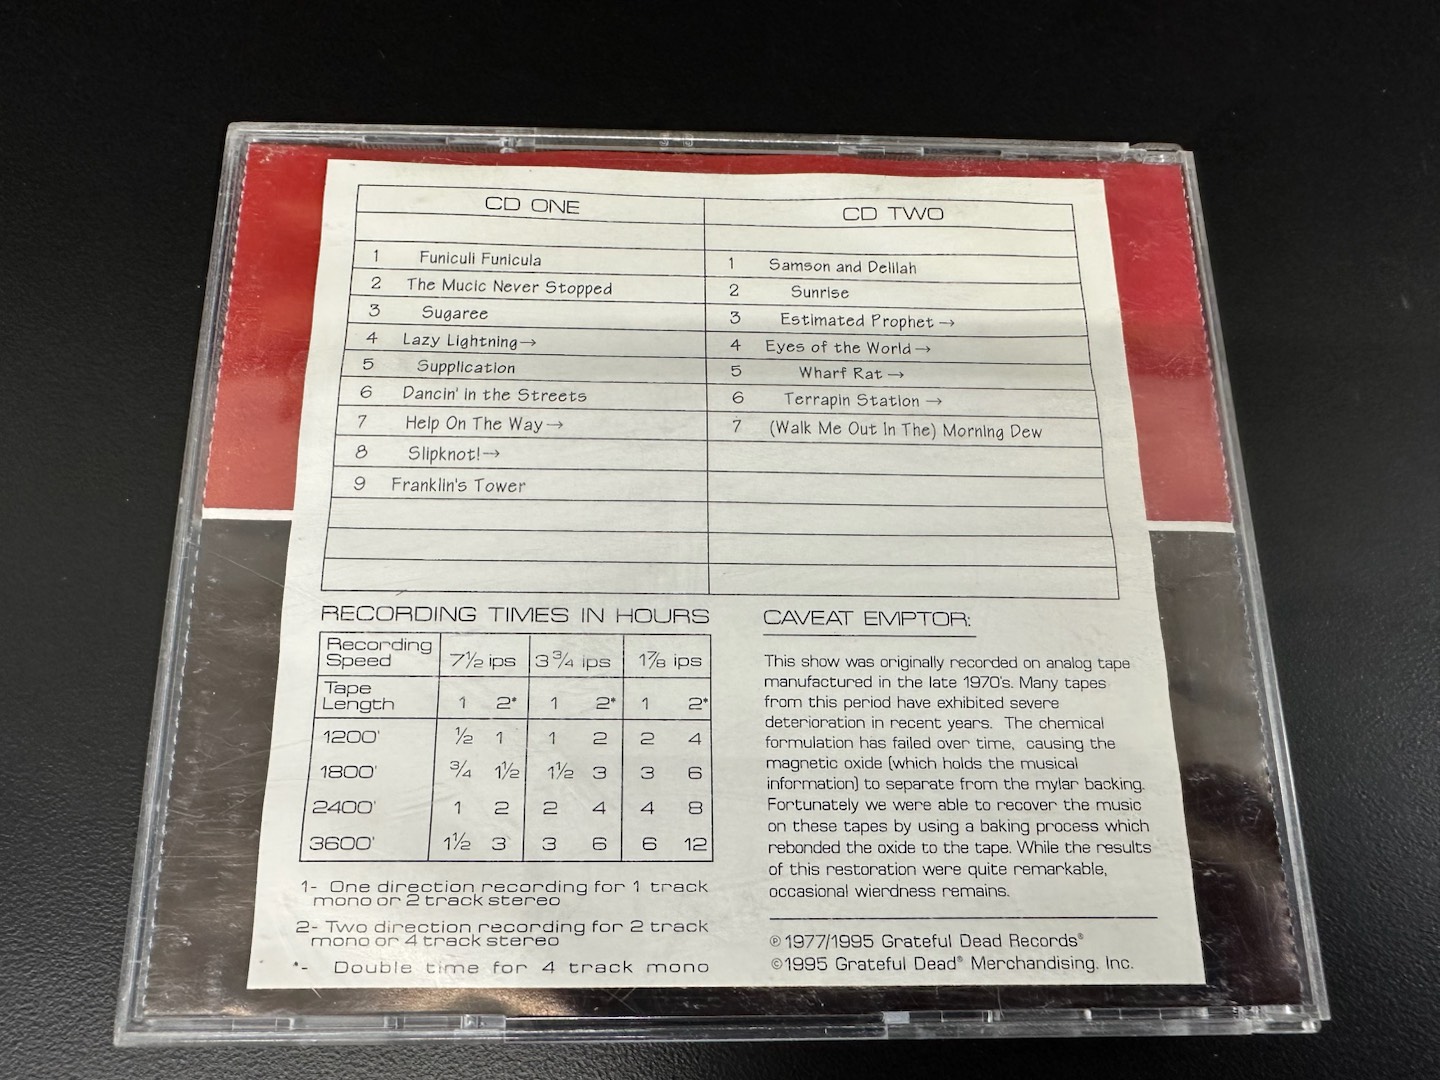 CD ONE
1 Funiculi Funicula
2 The Mucic Never Stopped
3 Sugaree
4 Lazy Lightning→
5 Supplication
6 Dancin' in the Streets
7 Help On The Way→
8 Slipknot!→
9 Franklin's Tower
CD TWO
1 Samson and Delilah
2 Sunrise
3 Estimated Prophet→
4 Eyes of the World→
5 Wharf Rat→
6 Terrapin Station→
7 (Walk Me Out In The) Morning Dew
RECORDING TIMES IN HOURS
Recording Speed 7½ ips 3¾ ips 1⅞ ips
Tape Length 1 2* 1 2* 1 2*
1200' ½ 1 1 2 2 4
1800' ¾ 1½ 1½ 3 3 6
2400' 1 2 2 4 4 8
3600' 1½ 3 3 6 6 12
1- One direction recording for 1 track
mono or 2 track stereo
2- Two direction recording for 2 track
mono or 4 track stereo
*- Double time for 4 track mono
CAVEAT EMPTOR:
This show was originally recorded on analog tape
manufactured in the late 1970's. Many tapes
from this period have exhibited severe
deterioration in recent years. The chemical
formulation has failed over time, causing the
magnetic oxide (which holds the musical
information) to separate from the mylar backing.
Fortunately we were able to recover the music
on these tapes by using a baking process which
rebonded the oxide to the tape. While the results
of this restoration were quite remarkable,
occasional wierdness remains.
℗ 1977/1995 Grateful Dead Records®
©1995 Grateful Dead® Merchandising, Inc.